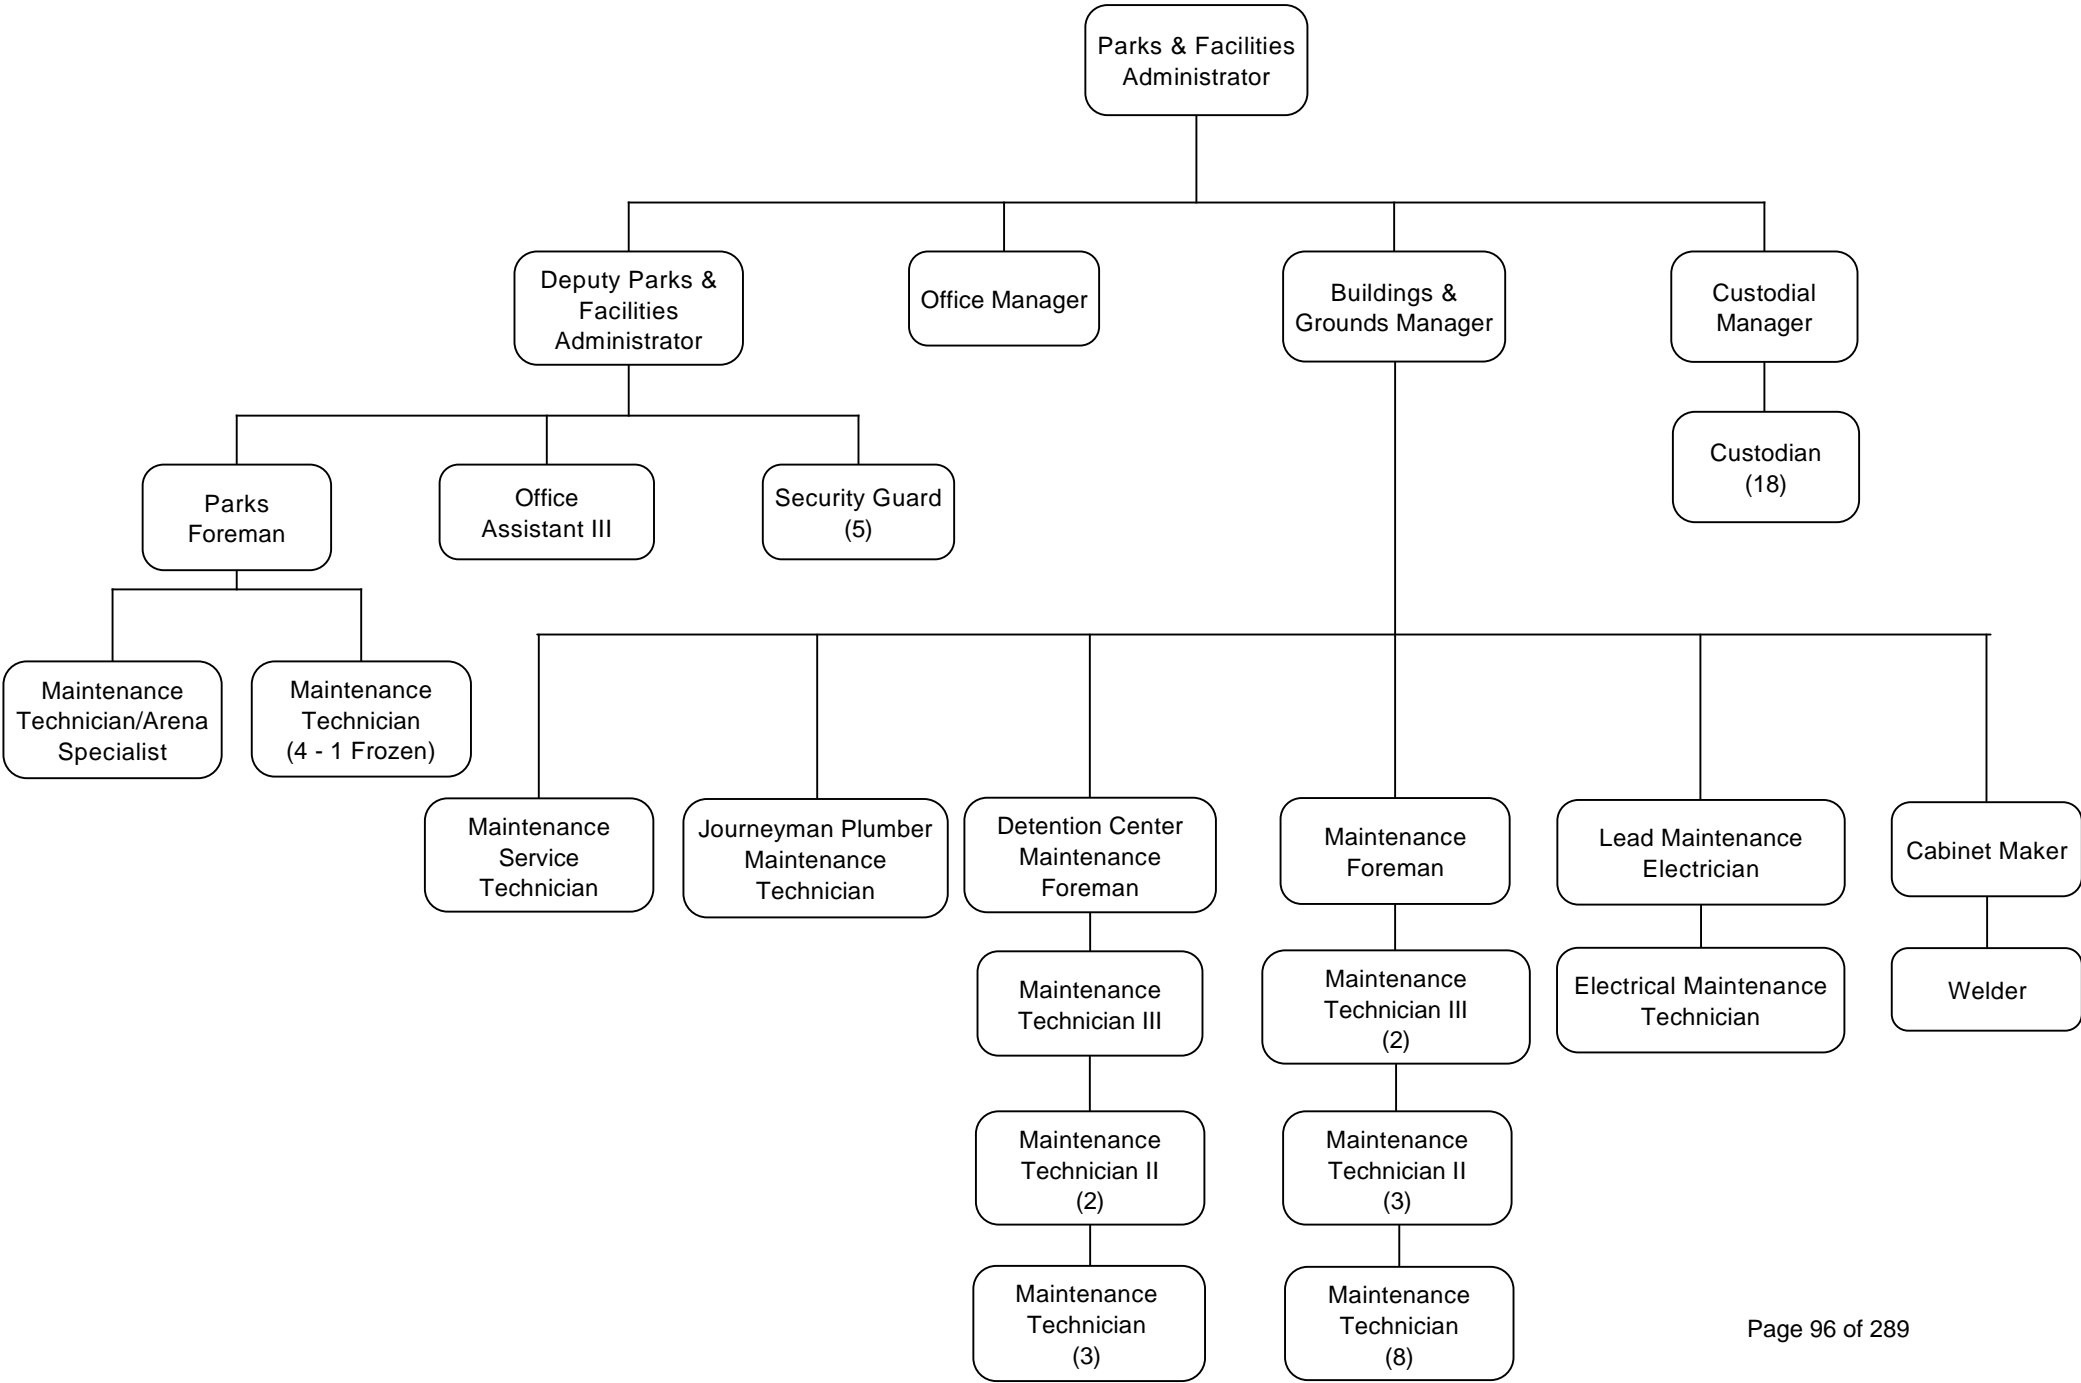 Parks & Facilities
Administrator
Deputy Parks &
Facilities
Administrator
Office Manager
Buildings &
Grounds Manager
Custodial
Manager
Custodian
(18)
Parks
Foreman
Office
Assistant III
Security Guard
(5)
Maintenance
Technician/Arena
Specialist
Maintenance
Technician
(4 - 1 Frozen)
Maintenance
Service
Technician
Journeyman Plumber
Maintenance
Technician
Detention Center
Maintenance
Foreman
Maintenance
Foreman
Lead Maintenance
Electrician
Cabinet Maker
Maintenance
Technician III
Maintenance
Technician III
(2)
Electrical Maintenance
Technician
Welder
Maintenance
Technician II
(2)
Maintenance
Technician II
(3)
Maintenance
Technician
(3)
Maintenance
Technician
(8)
Page 96 of 289